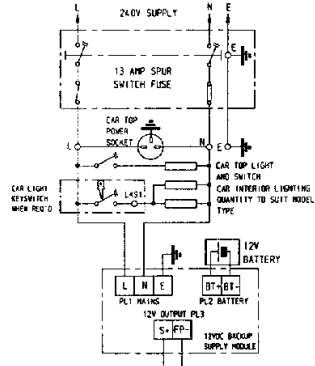 L N E
240V SUPPLY
E
13 AMP SPUR
SWITCH FUSE
CAR TOP
POWER
SOCKET
L N E
CAR TOP LIGHT
AND SWITCH
CAR LIGHT
KEYSWITCH
WHEN REQ'D
LKS1
CAR INTERIOR LIGHTING
QUANTITY TO SUIT MODEL
TYPE
12V
BATTERY
L N E
BT+ BT-
PL1 MAINS
PL2 BATTERY
12V OUTPUT PL3
S+ FP-
12VDC BACKUP
SUPPLY MODULE